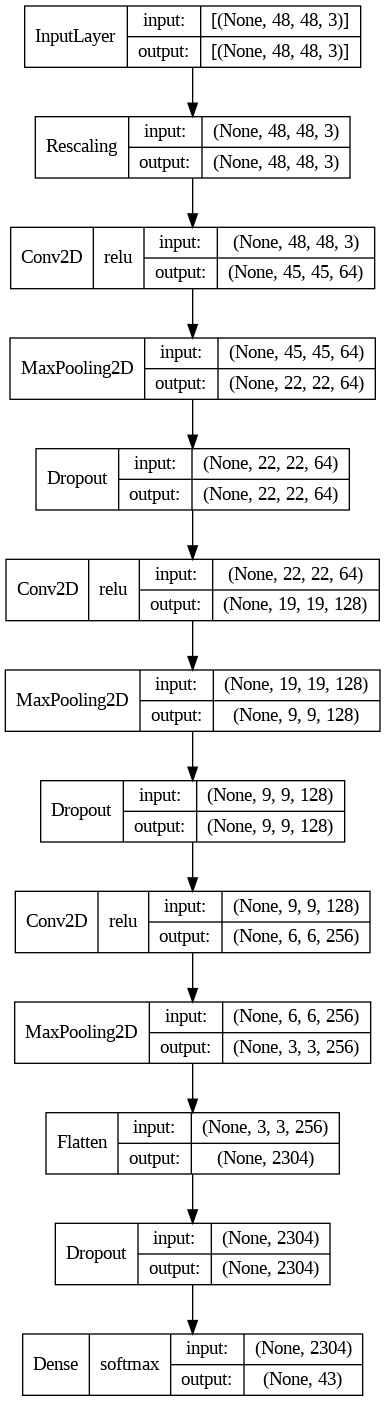 InputLayer input: [(None, 48, 48, 3)]
output: [(None, 48, 48, 3)]
Rescaling input: (None, 48, 48, 3)
output: (None, 48, 48, 3)
Conv2D relu input: (None, 48, 48, 3)
output: (None, 45, 45, 64)
MaxPooling2D input: (None, 45, 45, 64)
output: (None, 22, 22, 64)
Dropout input: (None, 22, 22, 64)
output: (None, 22, 22, 64)
Conv2D relu input: (None, 22, 22, 64)
output: (None, 19, 19, 128)
MaxPooling2D input: (None, 19, 19, 128)
output: (None, 9, 9, 128)
Dropout input: (None, 9, 9, 128)
output: (None, 9, 9, 128)
Conv2D relu input: (None, 9, 9, 128)
output: (None, 6, 6, 256)
MaxPooling2D input: (None, 6, 6, 256)
output: (None, 3, 3, 256)
Flatten input: (None, 3, 3, 256)
output: (None, 2304)
Dropout input: (None, 2304)
output: (None, 2304)
Dense softmax input: (None, 2304)
output: (None, 43)